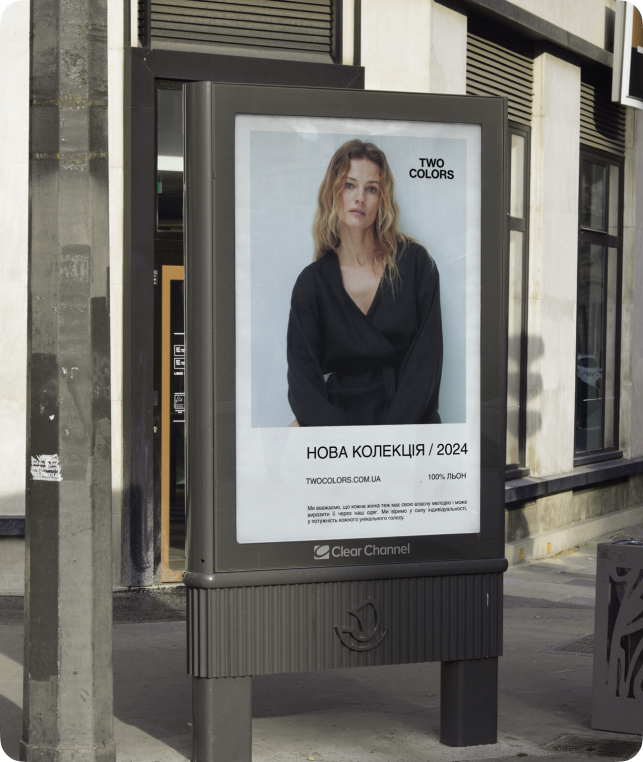 TWO
COLORS
НОВА КОЛЕКЦІЯ / 2024
TWOCOLORS.COM.UA
100% ЛЬОН
Ми вважаємо, що кожна жінка теж має свою власну мелодію і може
виразити її через наш одяг. Ми віримо у силу індивідуальності,
у потужність кожного унікального голосу.
Clear Channel